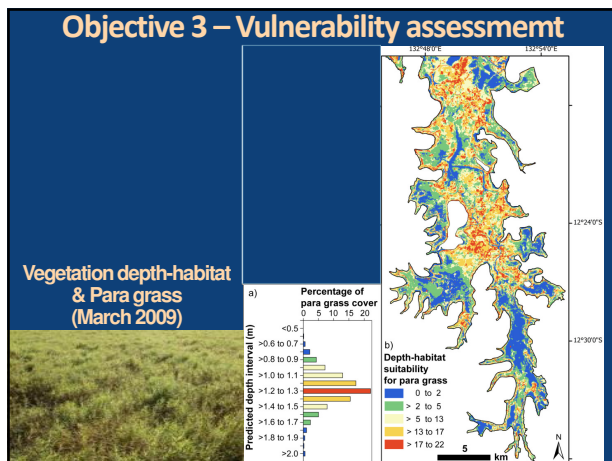 Objective 3 – Vulnerability assessmemt
132°48'0"E
132°54'0"E
12°24'0"S
12°30'0"S
Vegetation depth-habitat
& Para grass
(March 2009)
a)
Percentage of
para grass cover
0 5 10 15 20
Predicted depth interval (m)
<0.5
>0.6 to 0.7
>0.8 to 0.9
>1.0 to 1.1
>1.2 to 1.3
>1.4 to 1.5
>1.6 to 1.7
>1.8 to 1.9
>2.0
b)
Depth-habitat
suitability
for para grass
0 to 2
> 2 to 5
> 5 to 13
> 13 to 17
> 17 to 22
5
km
N